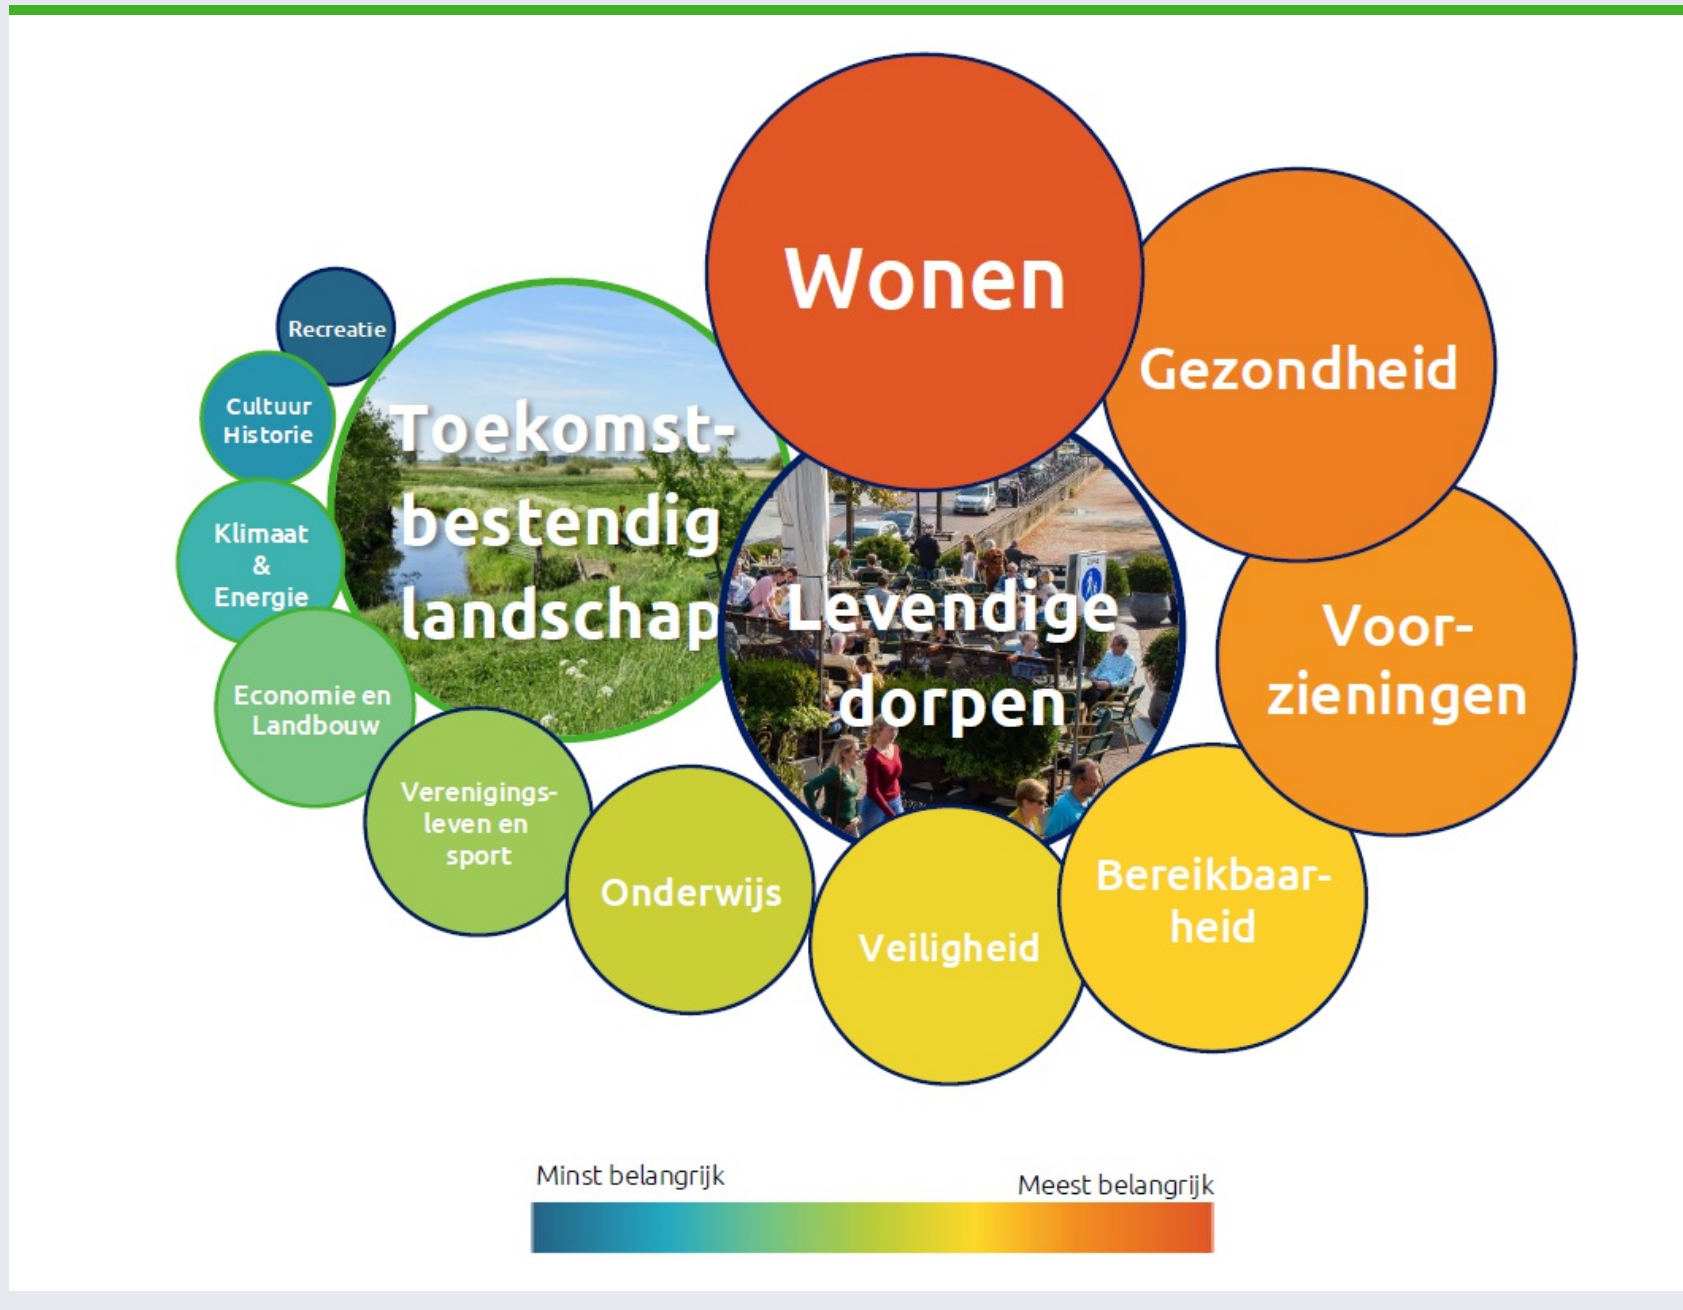 Wonen
Gezondheid
Recreatie
Cultuur
Historie
Toekomst-
bestendig
landschap
Klimaat
&
Energie
Levendige
dorpen
Voor-
zieningen
Economie en
Landbouw
Verenigings-
leven en
sport
Onderwijs
Veiligheid
Bereikbaar-
heid
Minst belangrijk
Meest belangrijk